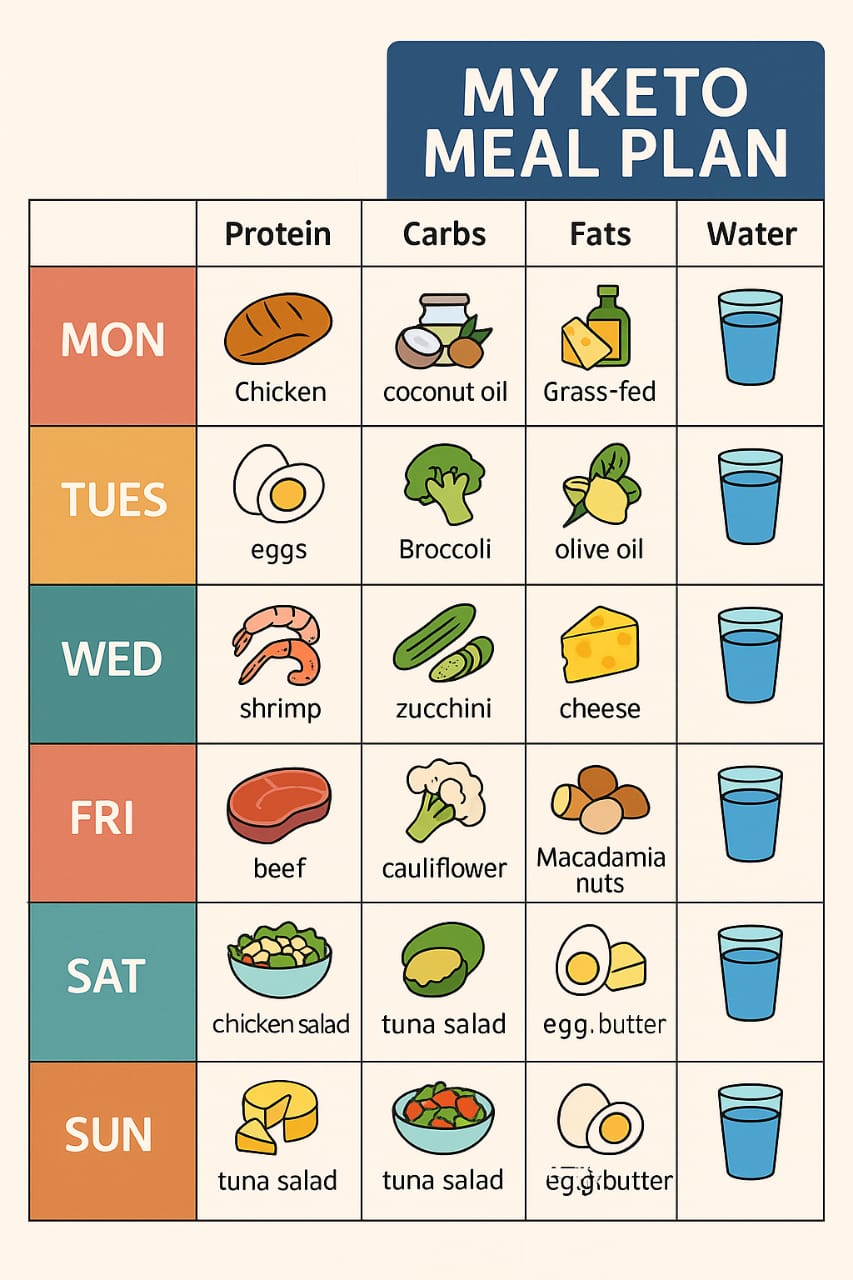 MY KETO
MEAL PLAN
Protein Carbs Fats Water
MON
Chicken coconut oil Grass-fed
TUES
eggs Broccoli olive oil
WED
shrimp zucchini cheese
FRI
beef cauliflower Macadamia
nuts
SAT
chicken salad tuna salad egg.butter
SUN
tuna salad tuna salad